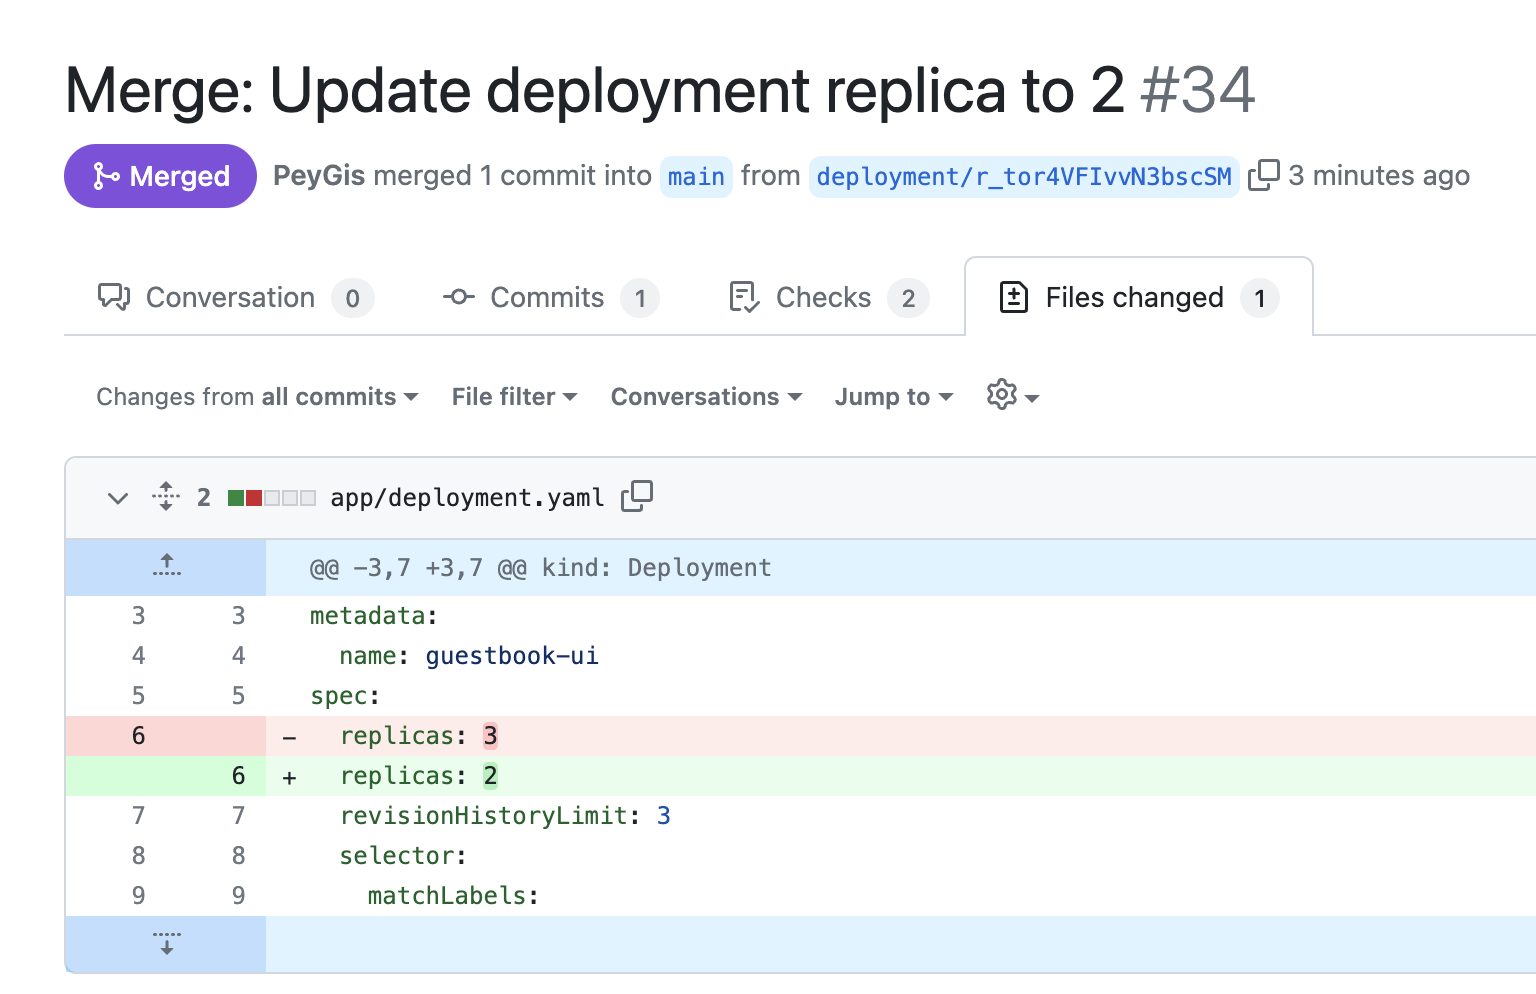 Merge: Update deployment replica to 2 #34
Merged PeyGis merged 1 commit into main from deployment/r_tor4VFIvvN3bscSM 3 minutes ago
Conversation 0 Commits 1 Checks 2 Files changed 1
Changes from all commits File filter Conversations Jump to
2 app/deployment.yaml
@@ -3,7 +3,7 @@ kind: Deployment
3 3 metadata:
4 4 name: guestbook-ui
5 5 spec:
6 - replicas: 3
6 + replicas: 2
7 7 revisionHistoryLimit: 3
8 8 selector:
9 9 matchLabels: